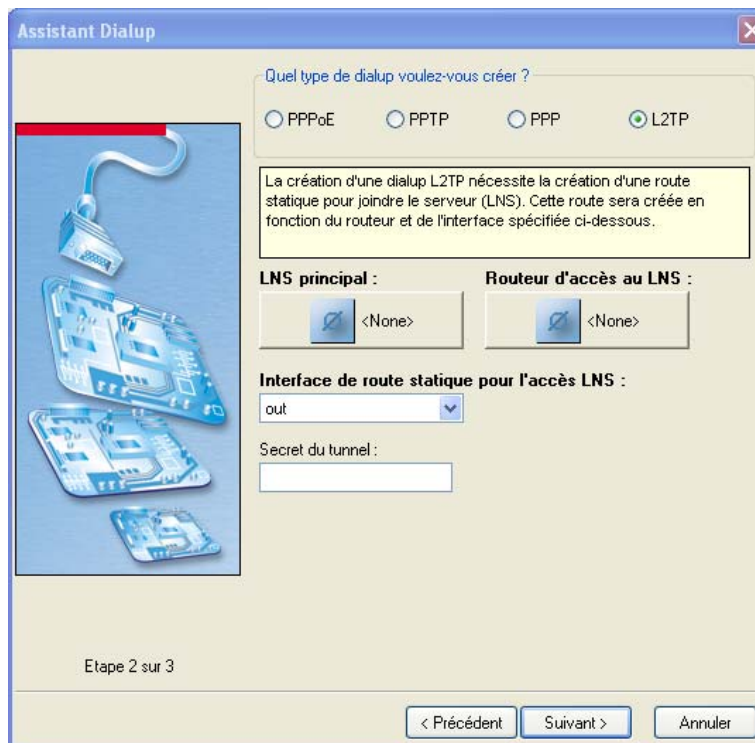 Assistant Dialup
Quel type de dialup voulez-vous créer ?
PPPoE PPTP PPP L2TP
La création d'une dialup L2TP nécessite la création d'une route
statique pour joindre le serveur (LNS). Cette route sera créée en
fonction du routeur et de l'interface spécifiée ci-dessous.
LNS principal : Routeur d'accès au LNS :
<None> <None>
Interface de route statique pour l'accès LNS :
out
Secret du tunnel :
Etape 2 sur 3
< Précédent Suivant > Annuler